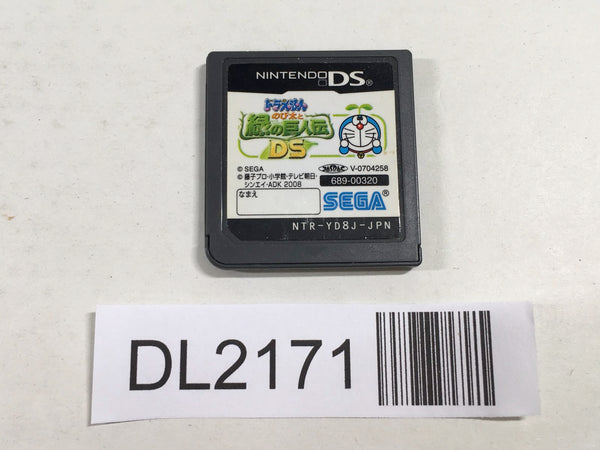 NINTENDO DS®
ドラえもん
のび太と
緑の巨人伝
DS
© SEGA
© 藤子プロ・小学館・テレビ朝日・
シンエイ・ADK 2008
V-0704258
689-00320
なまえ
SEGA®
NTR-YD8J-JPN
DL2171